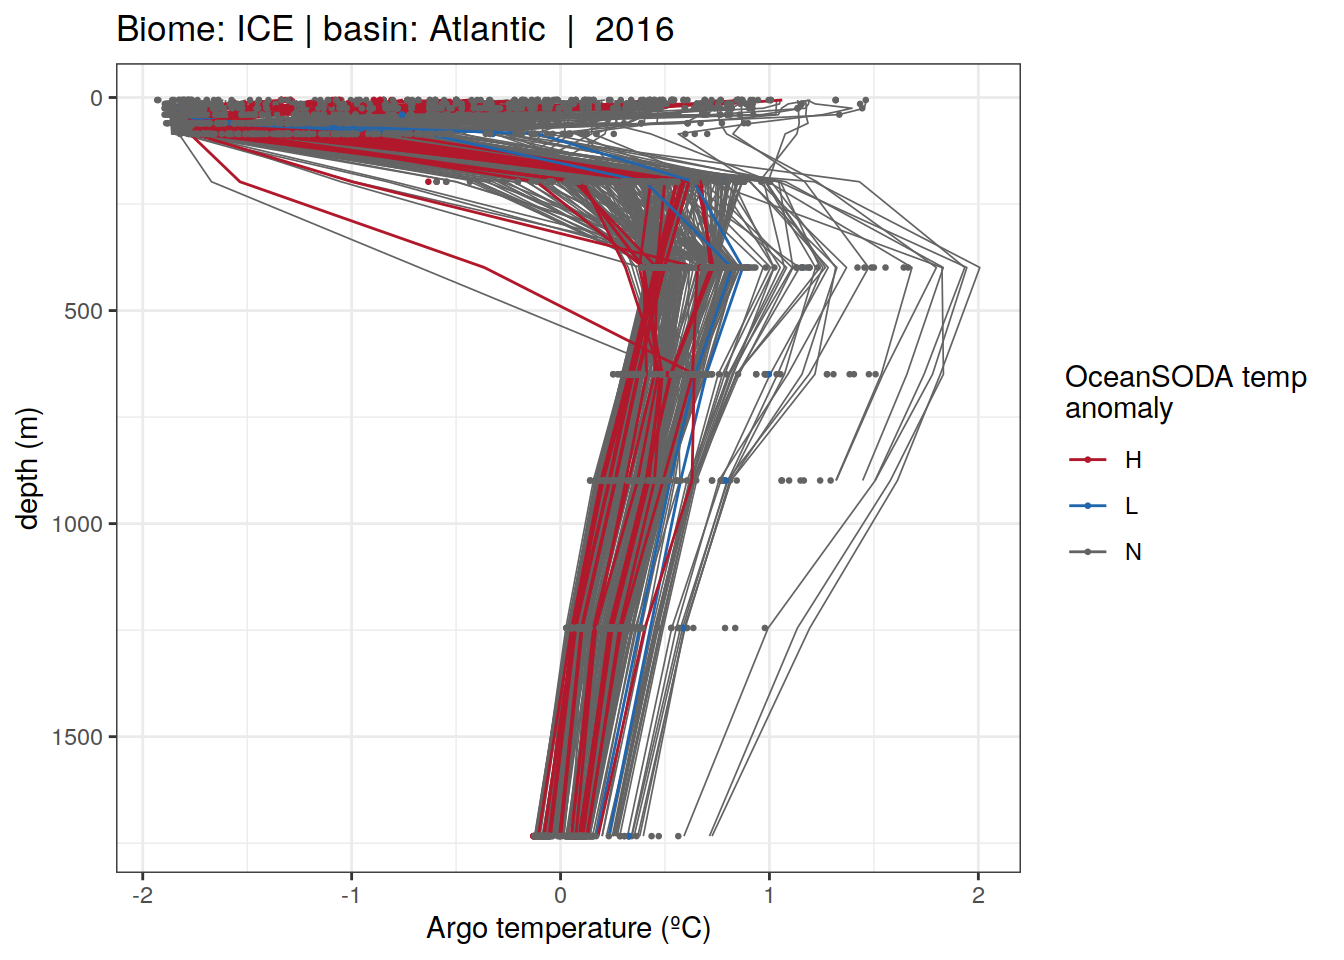 Biome: ICE | basin: Atlantic  |  2016
0
500
1000
1500
depth (m)
-2
-1
0
1
2
Argo temperature (ºC)
OceanSODA temp
anomaly
H
L
N